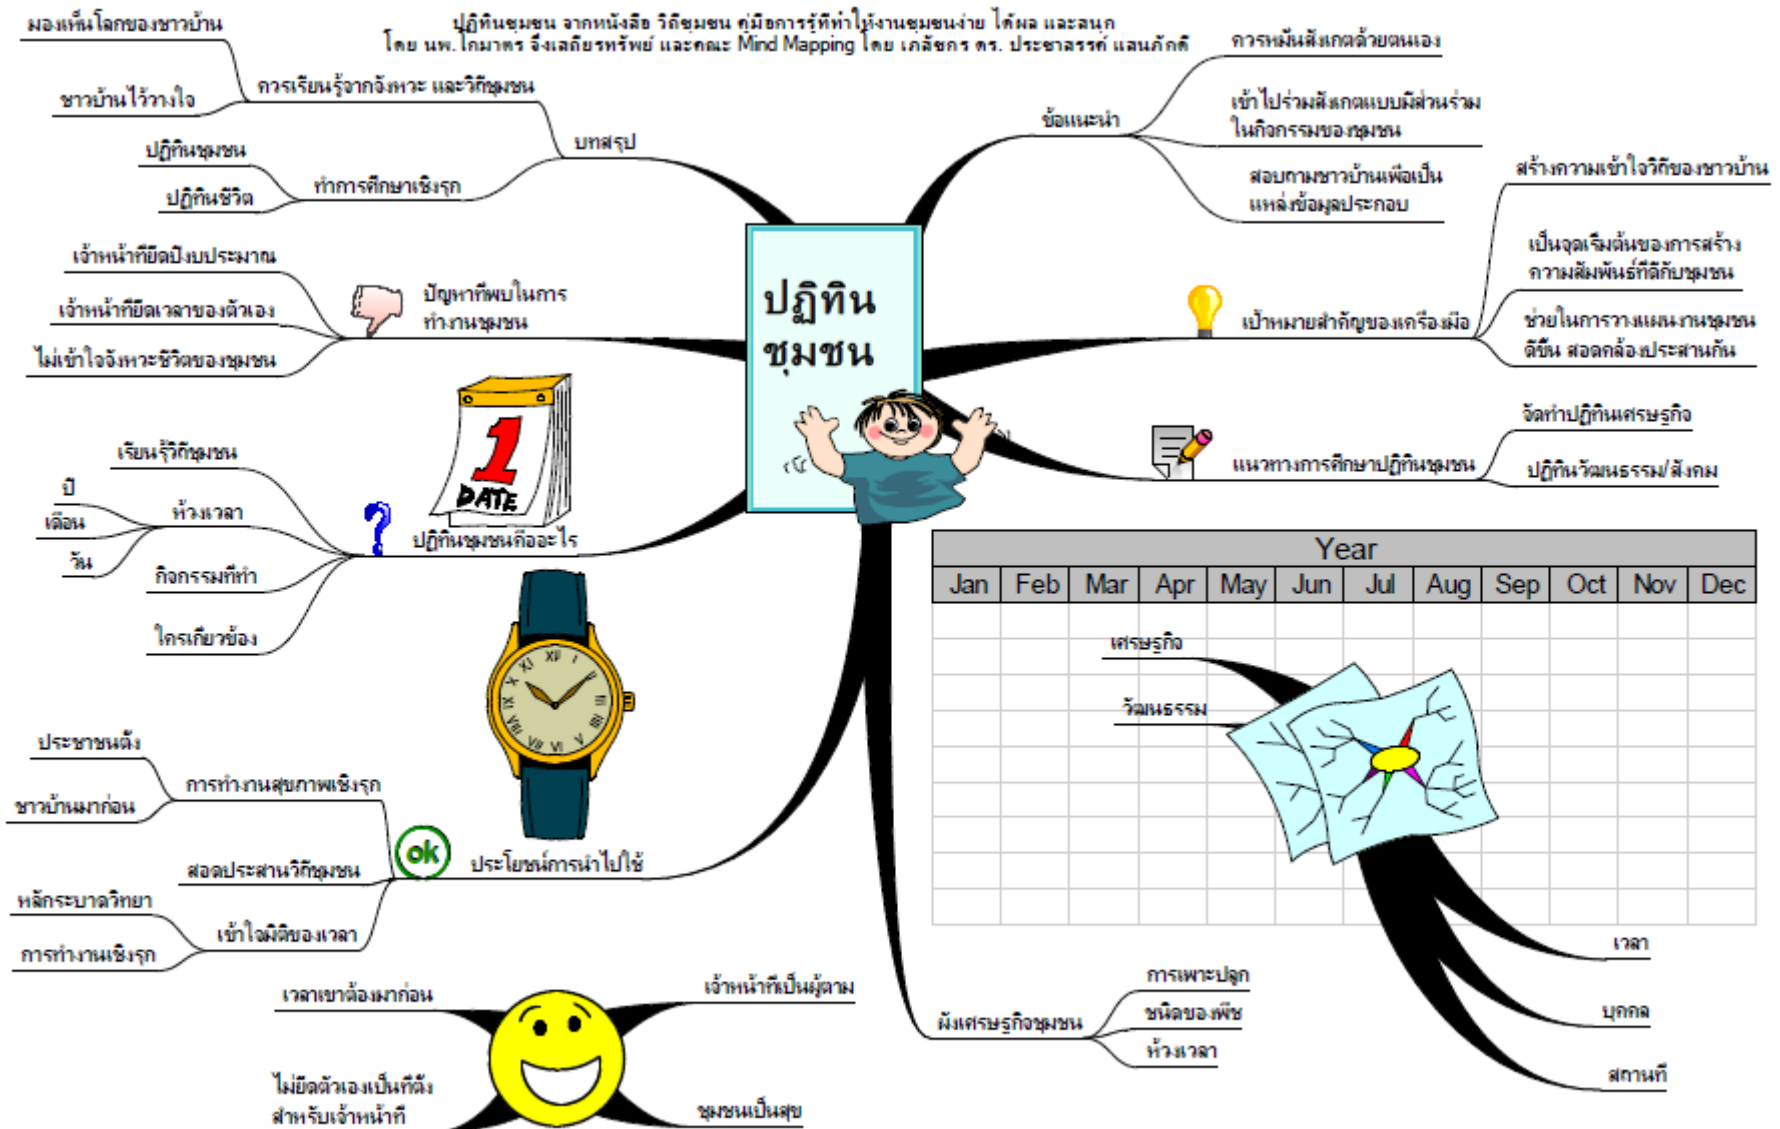 ปฏิทินชุมชน จากหนังสือ วิถีชุมชน คู่มือการรู้ที่ทำให้งานชุมชนง่าย ได้ผล และสนุก
โดย นพ.โกมาตร จึงเสถียรทรัพย์ และคณะ Mind Mapping โดย เภสัชกร ดร. ประชาสรรค์ แสนภักดี
ปฏิทิน
ชุมชน
ข้อแนะนำ
ควรหมั่นสังเกตด้วยตนเอง
เข้าไปร่วมสังเกตแบบมีส่วนร่วม
ในกิจกรรมของชุมชน
สอบถามชาวบ้านเพื่อเป็น
แหล่งข้อมูลประกอบ
เป้าหมายสำคัญของเครื่องมือ
สร้างความเข้าใจวิถีของชาวบ้าน
เป็นจุดเริ่มต้นของการสร้าง
ความสัมพันธ์ที่ดีกับชุมชน
ช่วยในการวางแผนงานชุมชน
ดีขึ้น สอดคล้องประสานกัน
แนวทางการศึกษาปฏิทินชุมชน
จัดทำปฏิทินเศรษฐกิจ
ปฏิทินวัฒนธรรม/สังคม
Year
Jan Feb Mar Apr May Jun Jul Aug Sep Oct Nov Dec
เศรษฐกิจ
วัฒนธรรม
เวลา
บุคคล
สถานที่
ผังเศรษฐกิจชุมชน
การเพาะปลูก
ชนิดของพืช
ห้วงเวลา
บทสรุป
การเรียนรู้จากจังหวะ และวิถีชุมชน
มองเห็นโลกของชาวบ้าน
ชาวบ้านไว้วางใจ
ทำการศึกษาเชิงรุก
ปฏิทินชุมชน
ปฏิทินชีวิต
ปัญหาที่พบในการ
ทำงานชุมชน
เจ้าหน้าที่ยึดปีงบประมาณ
เจ้าหน้าที่ยึดเวลาของตัวเอง
ไม่เข้าใจจังหวะชีวิตของชุมชน
1
DATE
ปฏิทินชุมชนคืออะไร
เรียนรู้วิถีชุมชน
ห้วงเวลา
ปี
เดือน
วัน
กิจกรรมที่ทำ
ใครเกี่ยวข้อง
ok
ประโยชน์การนำไปใช้
การทำงานสุขภาพเชิงรุก
ประชาชนตั้ง
ชาวบ้านมาก่อน
สอดประสานวิถีชุมชน
เข้าใจมิติของเวลา
หลักระบาดวิทยา
การทำงานเชิงรุก
เวลาเขาต้องมาก่อน
เจ้าหน้าที่เป็นผู้ตาม
ไม่ยึดตัวเองเป็นที่ตั้ง
สำหรับเจ้าหน้าที่
ชุมชนเป็นสุข